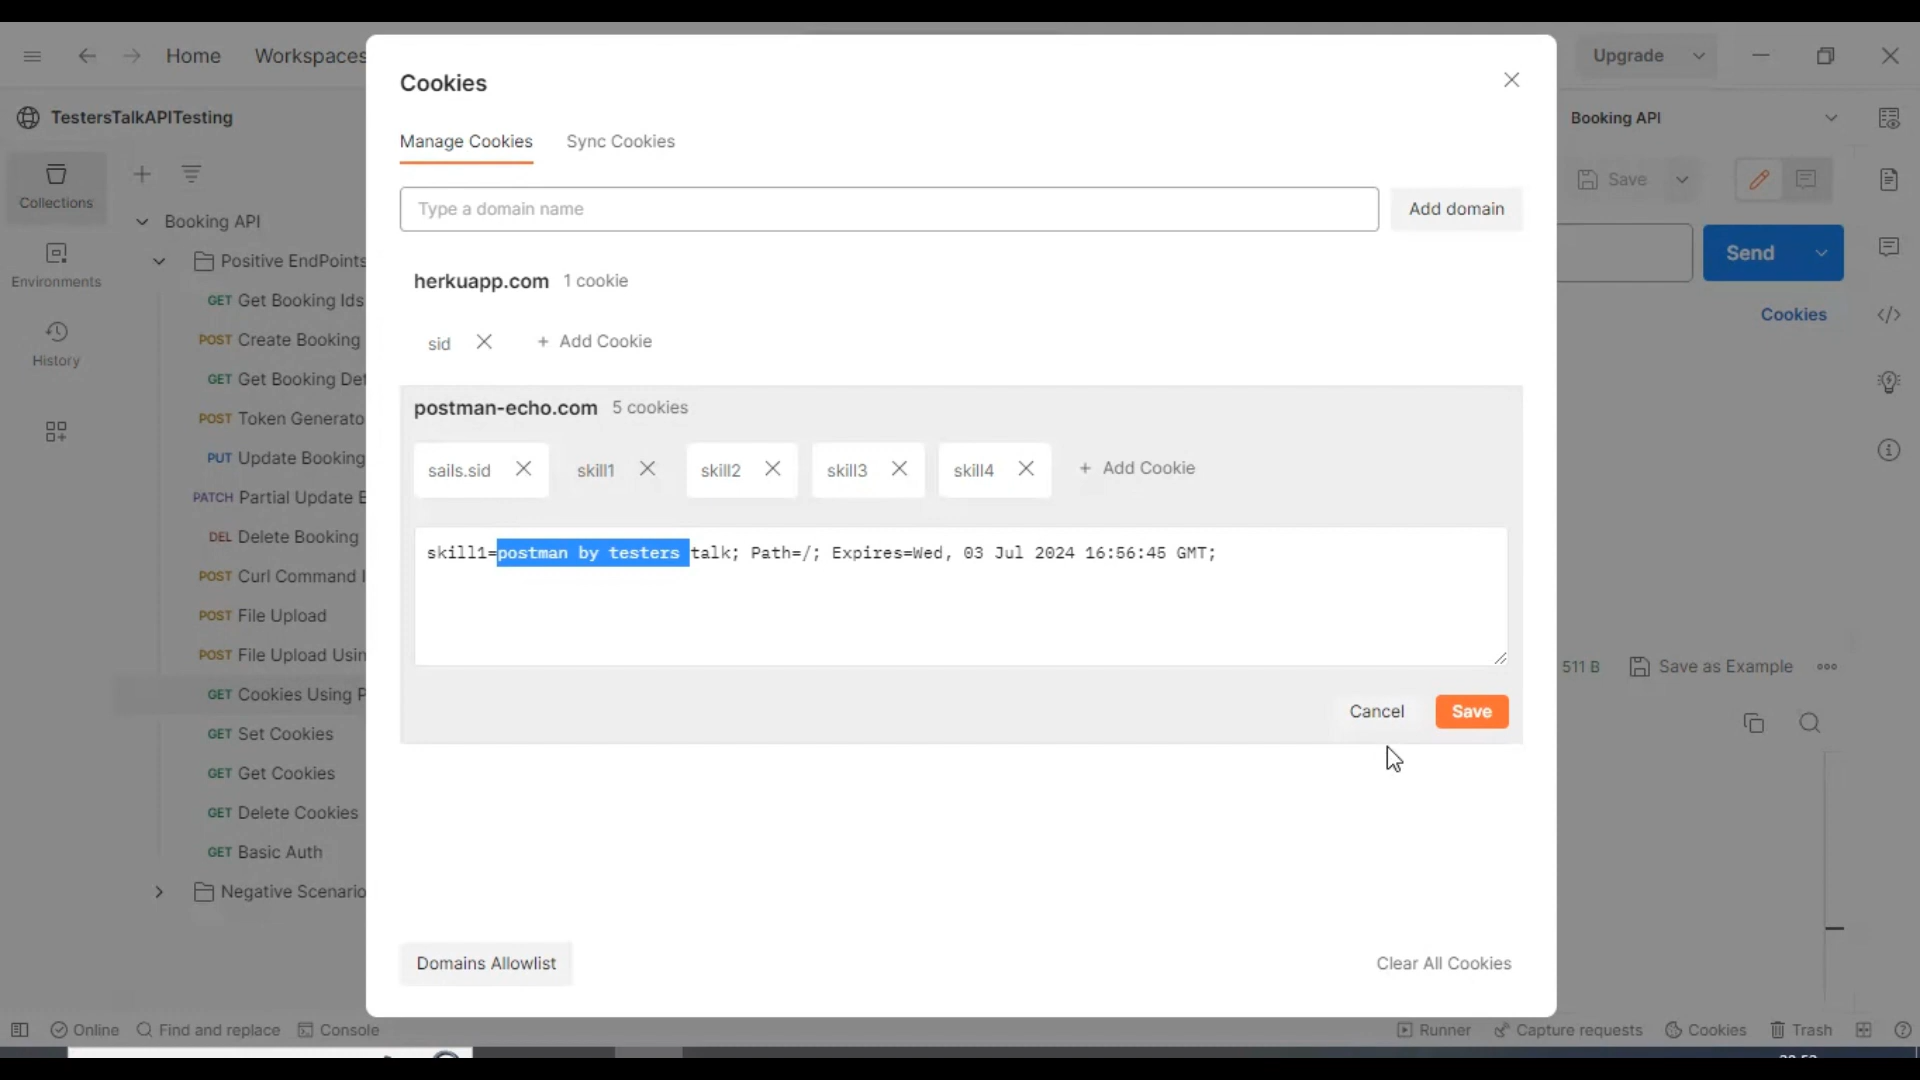 Home
Workspaces
Upgrade
TestersTalkAPITesting
Booking API
Collections
Environments
History
Booking API
Positive EndPoints
GET Get Booking Ids
POST Create Booking
GET Get Booking Det
POST Token Generato
PUT Update Booking
PATCH Partial Update
DEL Delete Booking
POST Curl Command
POST File Upload
POST File Upload Usin
GET Cookies Using P
GET Set Cookies
GET Get Cookies
GET Delete Cookies
GET Basic Auth
Negative Scenario
Cookies
Manage Cookies
Sync Cookies
Type a domain name
Add domain
herkuapp.com 1 cookie
sid
+ Add Cookie
postman-echo.com 5 cookies
sails.sid
skill1
skill2
skill3
skill4
+ Add Cookie
skill1=postman by testers talk; Path=/; Expires=Wed, 03 Jul 2024 16:56:45 GMT;
Cancel
Save
Domains Allowlist
Clear All Cookies
Save
Send
Cookies
511 B
Save as Example
Online
Find and replace
Console
Runner
Capture requests
Cookies
Trash